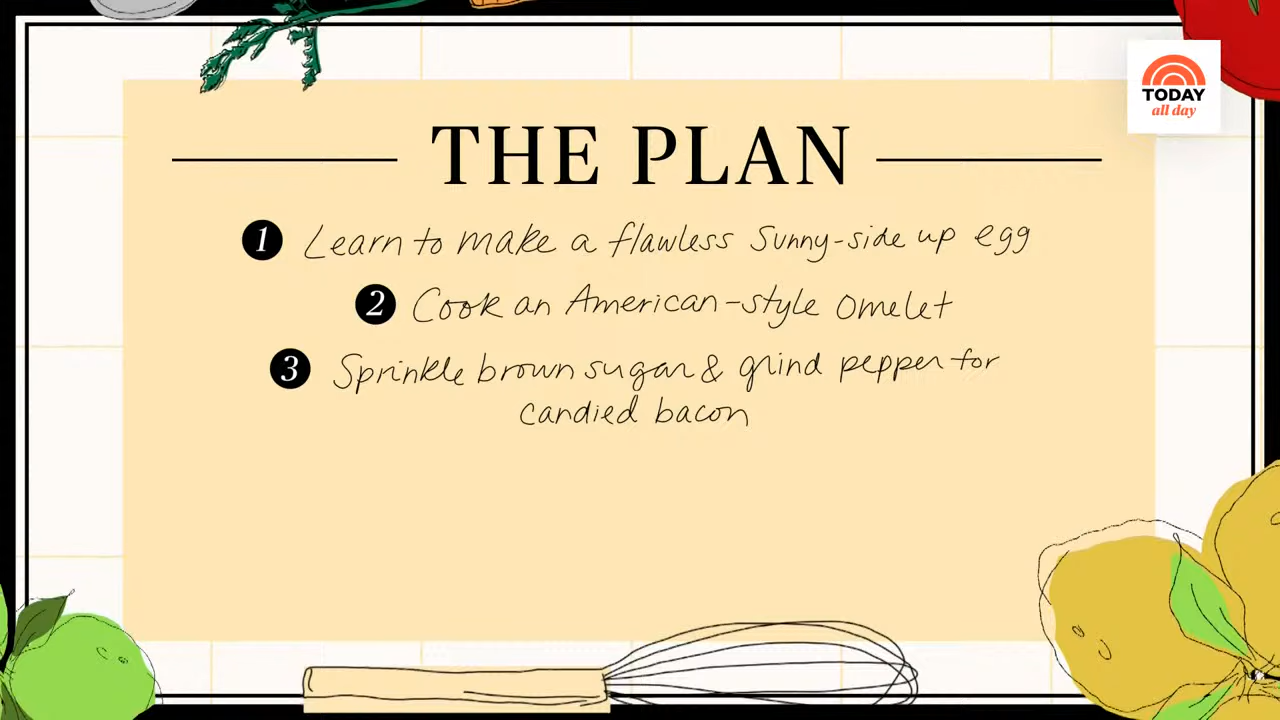 TODAY
all day
THE PLAN
1 Learn to make a flawless sunny-side up egg
2 Cook an American-style omelet
3 Sprinkle brown sugar & grind pepper for
candied bacon